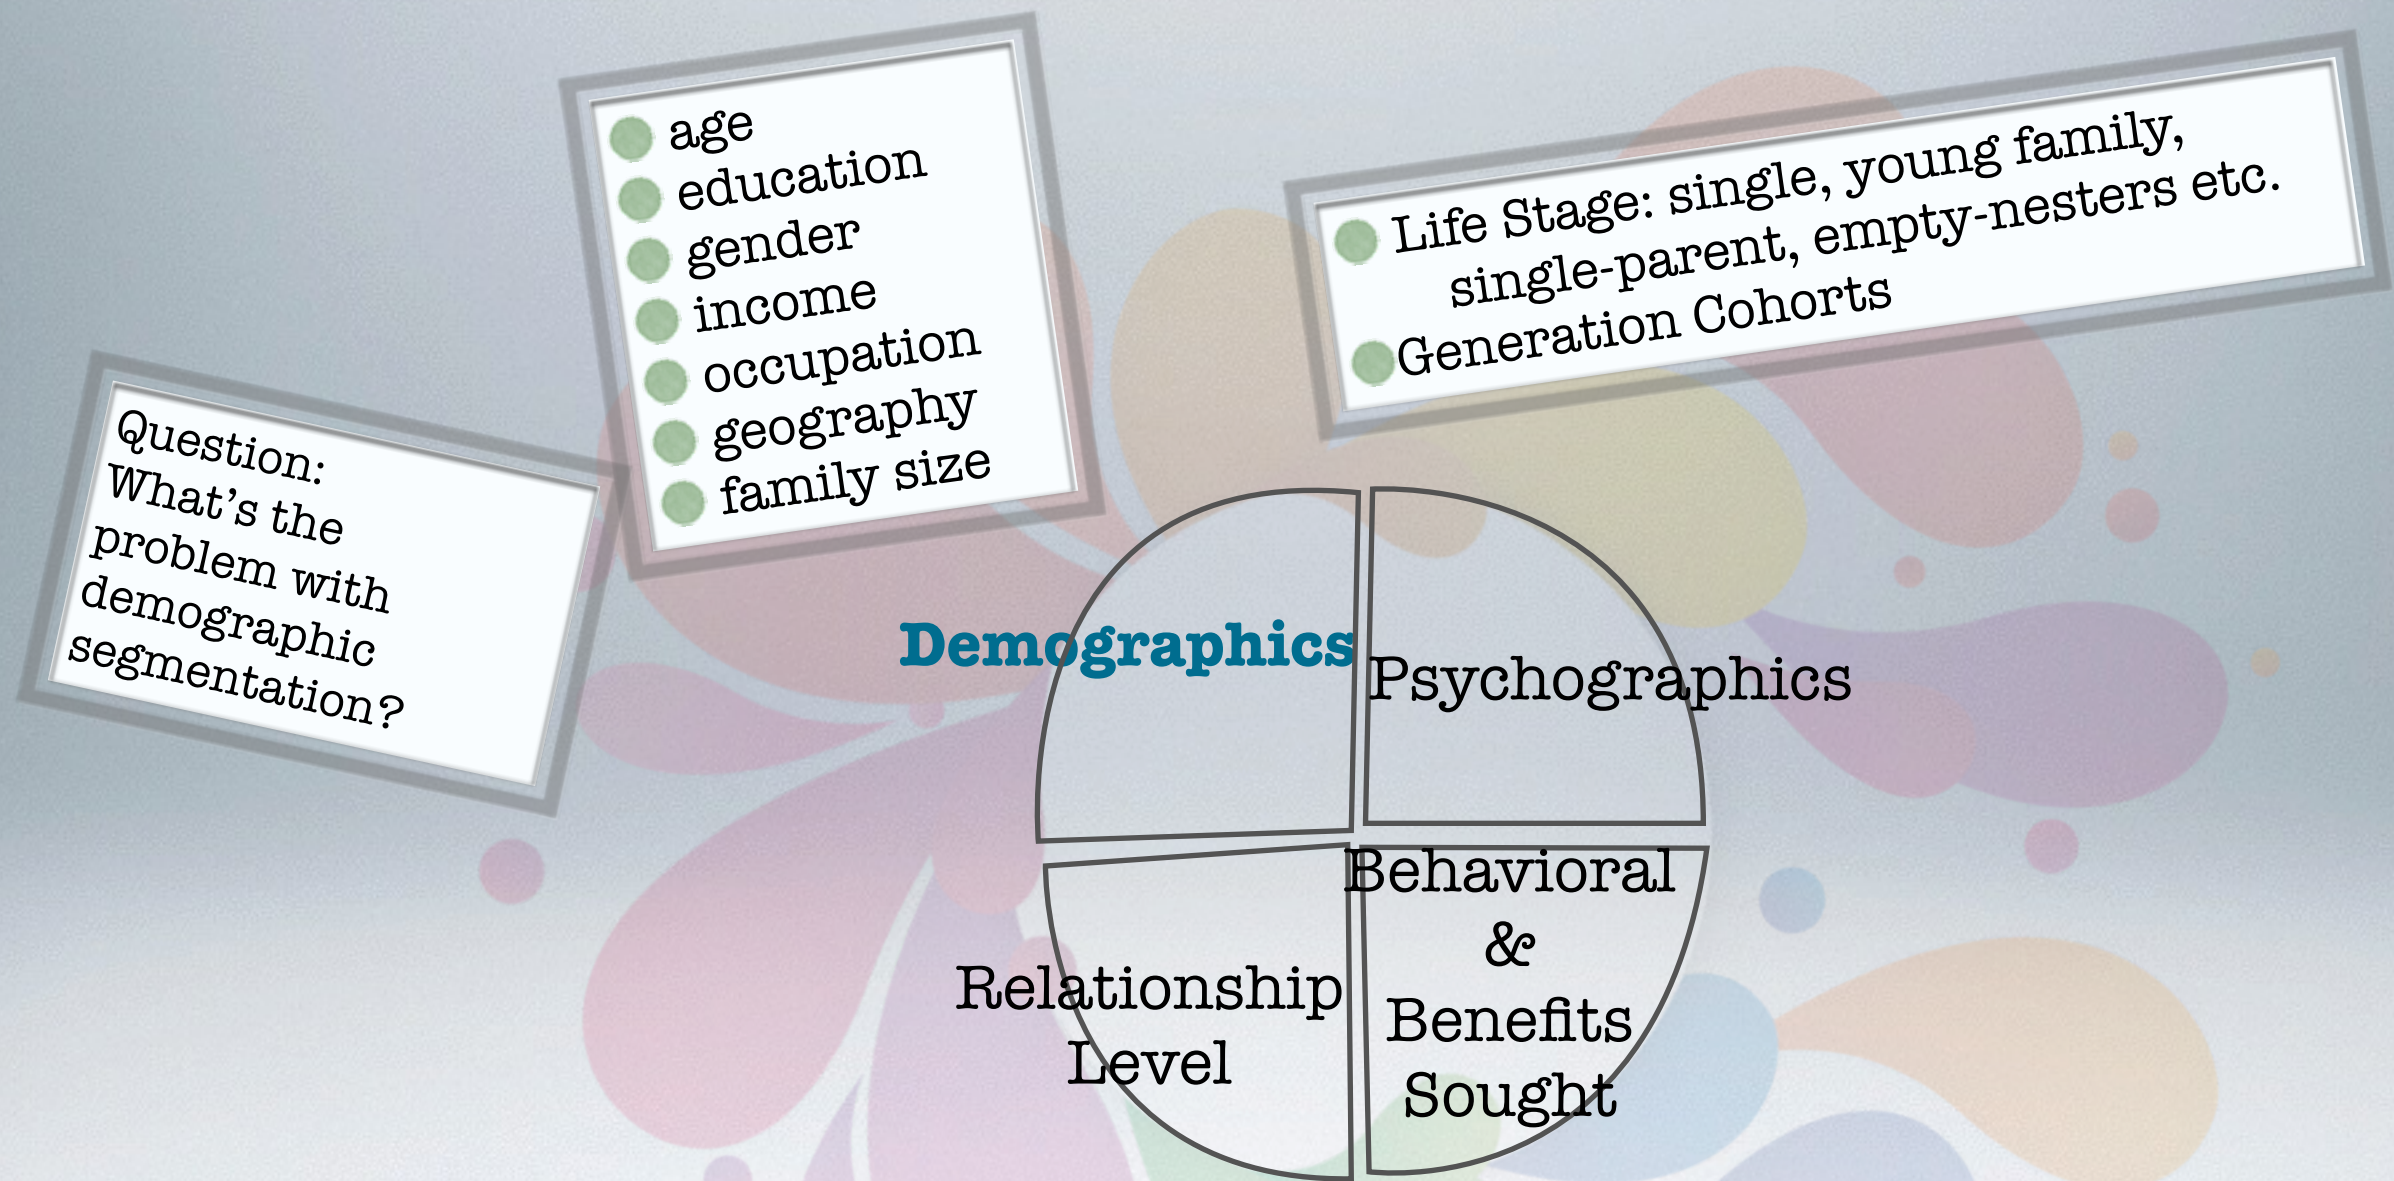 Question:
What's the
problem with
demographic
segmentation?
age
education
gender
income
occupation
geography
family size
Life Stage: single, young family,
single-parent, empty-nesters etc.
Generation Cohorts
Demographics
Psychographics
Relationship
Level
Behavioral
&
Benefits
Sought